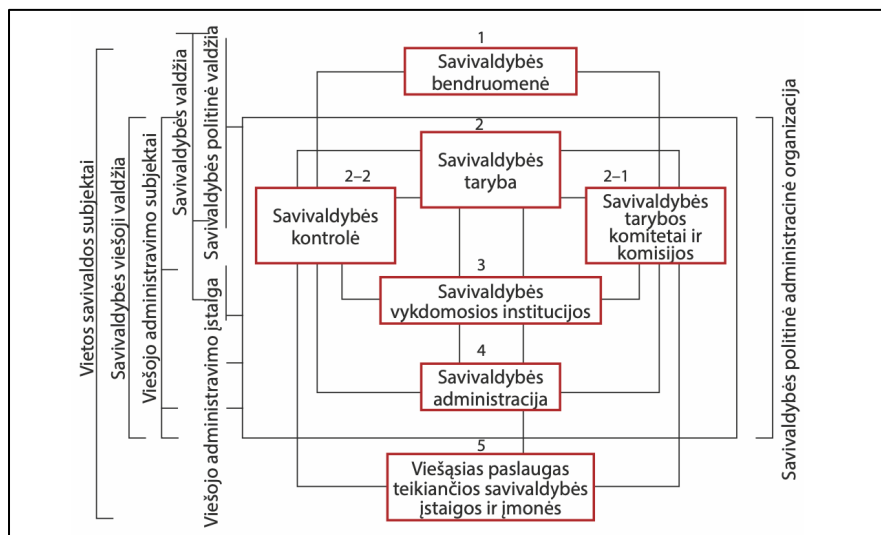 Vietos savivaldos subjektai
Savivaldybės viešoji valdžia
Viešojo administravimo subjektai
Savivaldybės valdžia
Savivaldybės politinė valdžia
Viešojo administravimo įstaiga
1
Savivaldybės
bendruomenė
2
Savivaldybės
taryba
2–2
Savivaldybės
kontrolė
2–1
Savivaldybės
tarybos
komitetai ir
komisijos
3
Savivaldybės
vykdomosios institucijos
4
Savivaldybės
administracija
5
Viešąsias paslaugas
teikiančios savivaldybės
įstaigos ir įmonės
Savivaldybės politinė administracinė organizacija